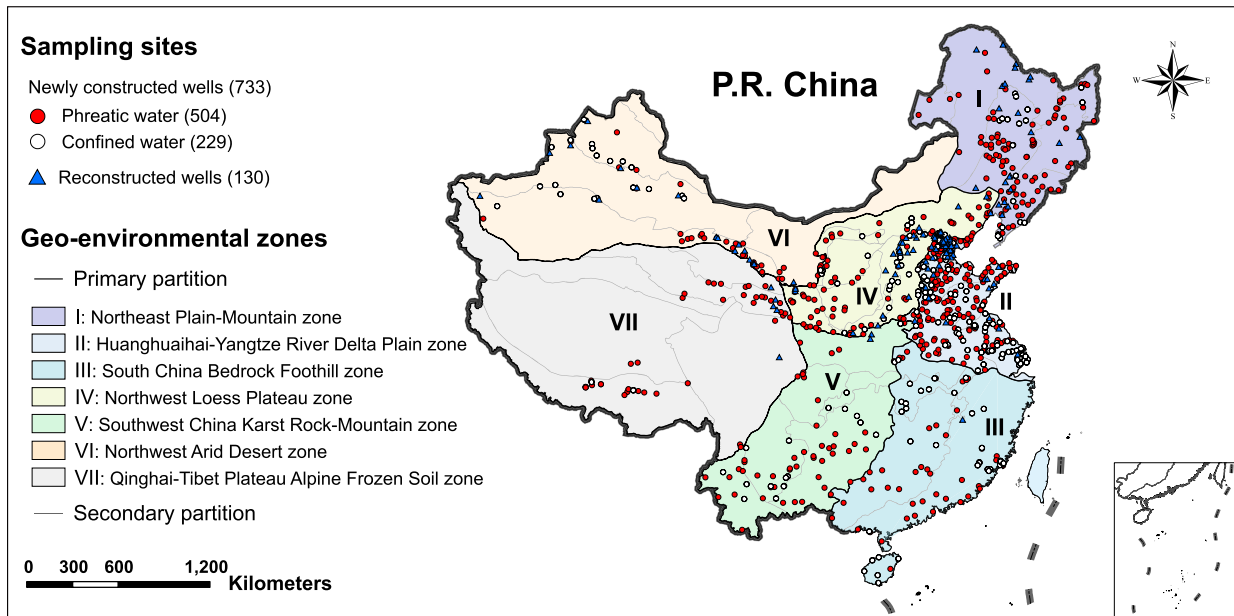 Sampling sites
Newly constructed wells (733)
Phreatic water (504)
Confined water (229)
Reconstructed wells (130)
Geo-environmental zones
Primary partition
I: Northeast Plain-Mountain zone
II: Huanghuaihai-Yangtze River Delta Plain zone
III: South China Bedrock Foothill zone
IV: Northwest Loess Plateau zone
V: Southwest China Karst Rock-Mountain zone
VI: Northwest Arid Desert zone
VII: Qinghai-Tibet Plateau Alpine Frozen Soil zone
Secondary partition
0 300 600 1,200
Kilometers
P.R. China
N
W E
S
I
VI
IV
II
VII
V
III